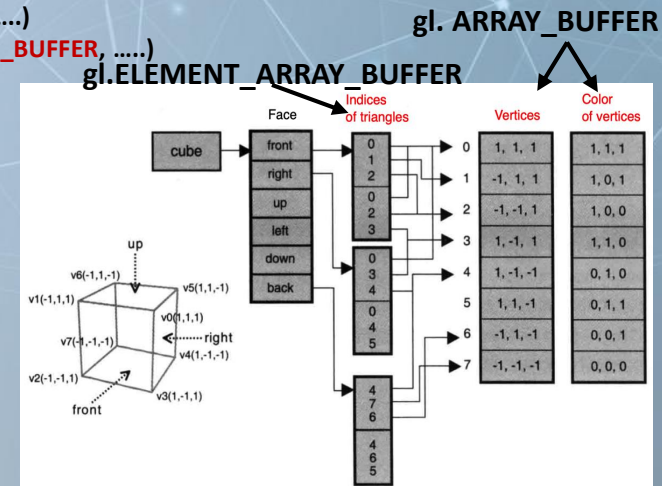 ....)
_BUFFER, .....)
gl. ARRAY_BUFFER
gl.ELEMENT_ARRAY_BUFFER
Face
Indices
of triangles
Vertices
Color
of vertices
cube
front
right
up
left
down
back
0
1
2
0
2
3
0
3
4
0
4
5
4
7
6
4
6
5
0
1
2
3
4
5
6
7
1, 1, 1
-1, 1, 1
-1, -1, 1
1, -1, 1
1, -1, -1
1, 1, -1
-1, 1, -1
-1, -1, -1
1, 1, 1
1, 0, 1
1, 0, 0
1, 1, 0
0, 1, 0
0, 1, 1
0, 0, 1
0, 0, 0
up
v6(-1,1,-1)
v5(1,1,-1)
v1(-1,1,1)
v0(1,1,1)
right
v7(-1,-1,-1)
v4(1,-1,-1)
v2(-1,-1,1)
v3(1,-1,1)
front